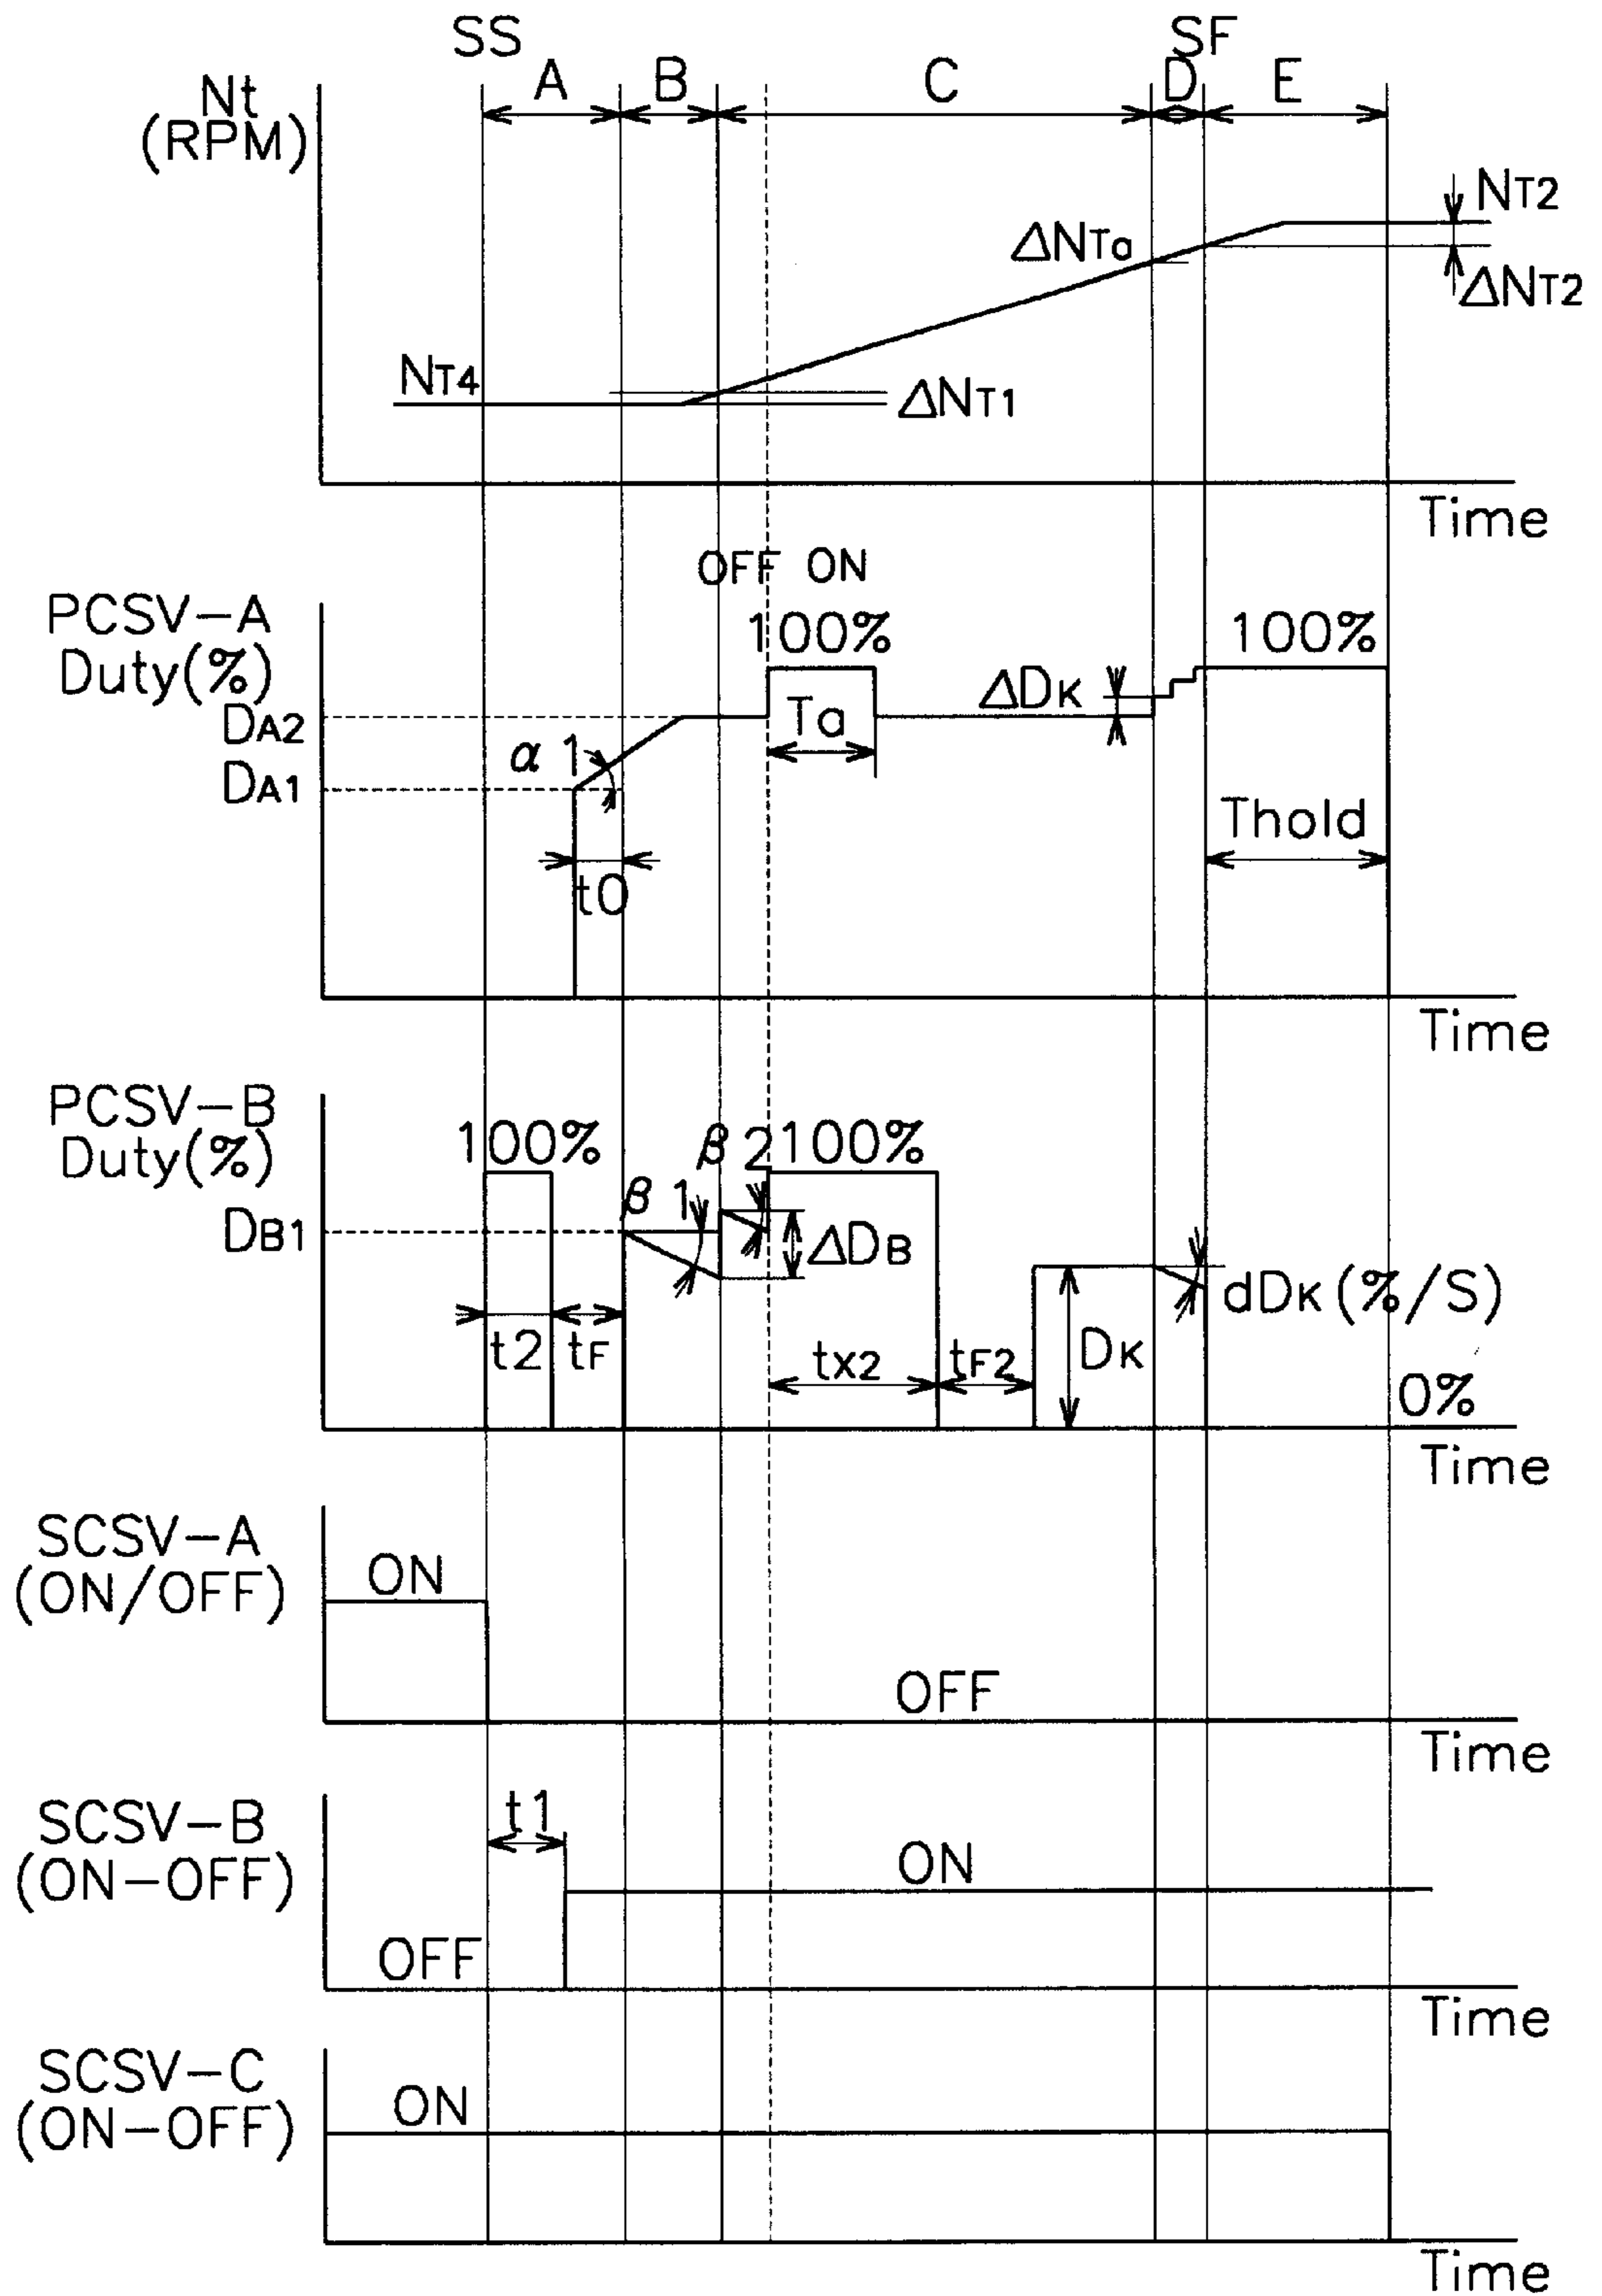 SS SF
A B C D E
Nt
(RPM)
NT2
ΔNTa
ΔNT2
NT4
ΔNT1
Time
OFF ON
PCSV-A
Duty(%)
100% 100%
ΔDK
DA2
Ta
α1
DA1
Thold
t0
Time
PCSV-B
Duty(%)
100% β2 100%
β1
DB1
ΔDB
dDK(%/S)
t2 tF tX2 tF2 DK
0%
Time
SCSV-A
(ON/OFF)
ON
OFF
Time
SCSV-B
(ON-OFF)
t1
ON
OFF
Time
SCSV-C
(ON-OFF)
ON
Time